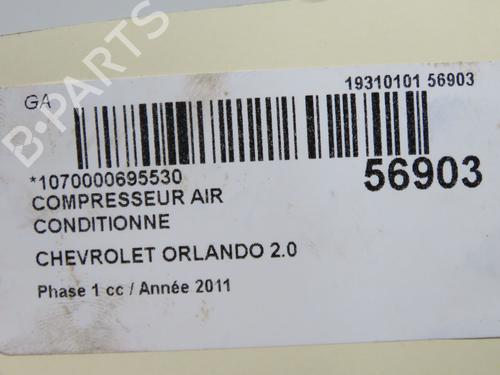 B-PARTS
GA
19310101 56903
*1070000695530
56903
COMPRESSEUR AIR
CONDITIONNE
CHEVROLET ORLANDO 2.0
Phase 1 cc / Année 2011